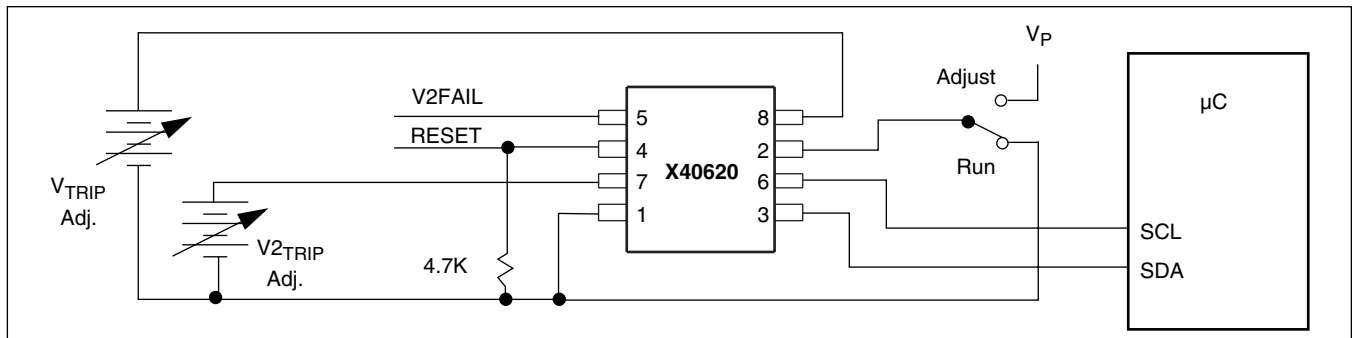 V_P
Adjust
µC
V2FAIL
5
8
RESET
4
2
X40620
Run
V_TRIP
Adj.
7
6
1
3
V2_TRIP
Adj.
4.7K
SCL
SDA